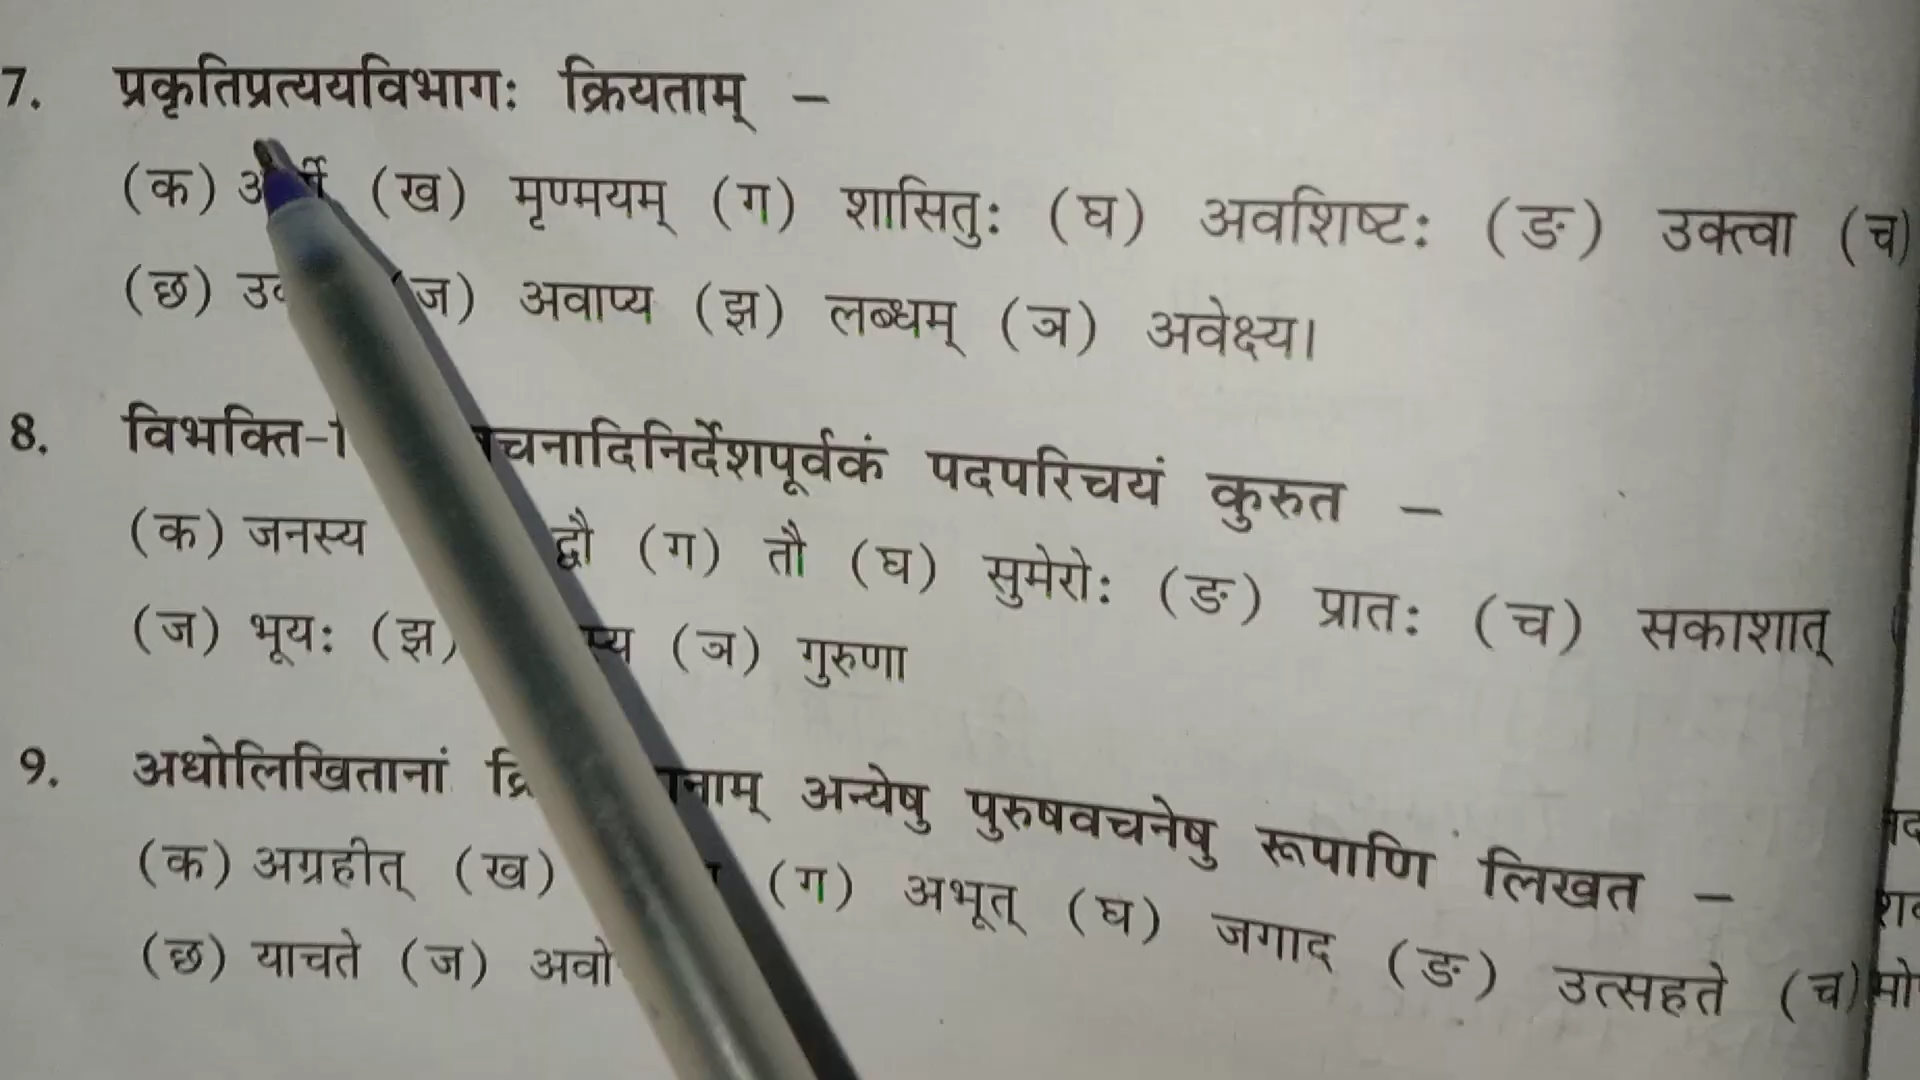 7. प्रकृतिप्रत्ययविभागः क्रियताम् –
(क) (ख) मृण्मयम् (ग) शासितुः (घ) अवशिष्टः (ङ) उक्त्वा (च)
(छ) (ज) अवाप्य (झ) लब्धम् (ञ) अवेक्ष्य।
8. विभक्ति- वचनादिनिर्देशपूर्वकं पदपरिचयं कुरुत –
(क) जनस्य द्वौ (ग) तौ (घ) सुमेरोः (ङ) प्रातः (च) सकाशात्
(ज) भूयः (झ) (ञ) गुरुणा
9. अधोलिखितानां अन्येषु पुरुषवचनेषु रूपाणि लिखत –
(क) अग्रहीत् (ख) (ग) अभूत् (घ) जगाद (ङ) उत्सहते (च)
(छ) याचते (ज)